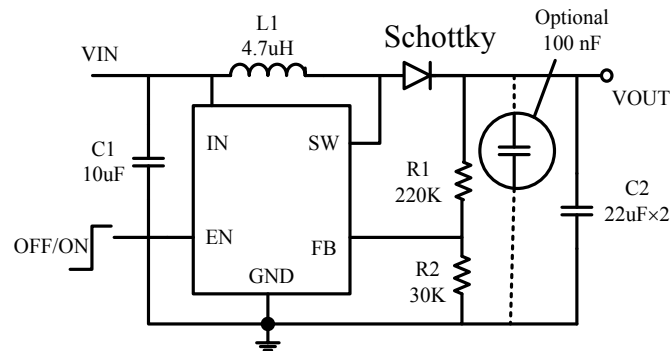 L1
4.7uH
Schottky
Optional
100 nF
VIN
VOUT
IN
SW
C1
10uF
R1
220K
C2
22uF×2
OFF/ON
EN
FB
GND
R2
30K